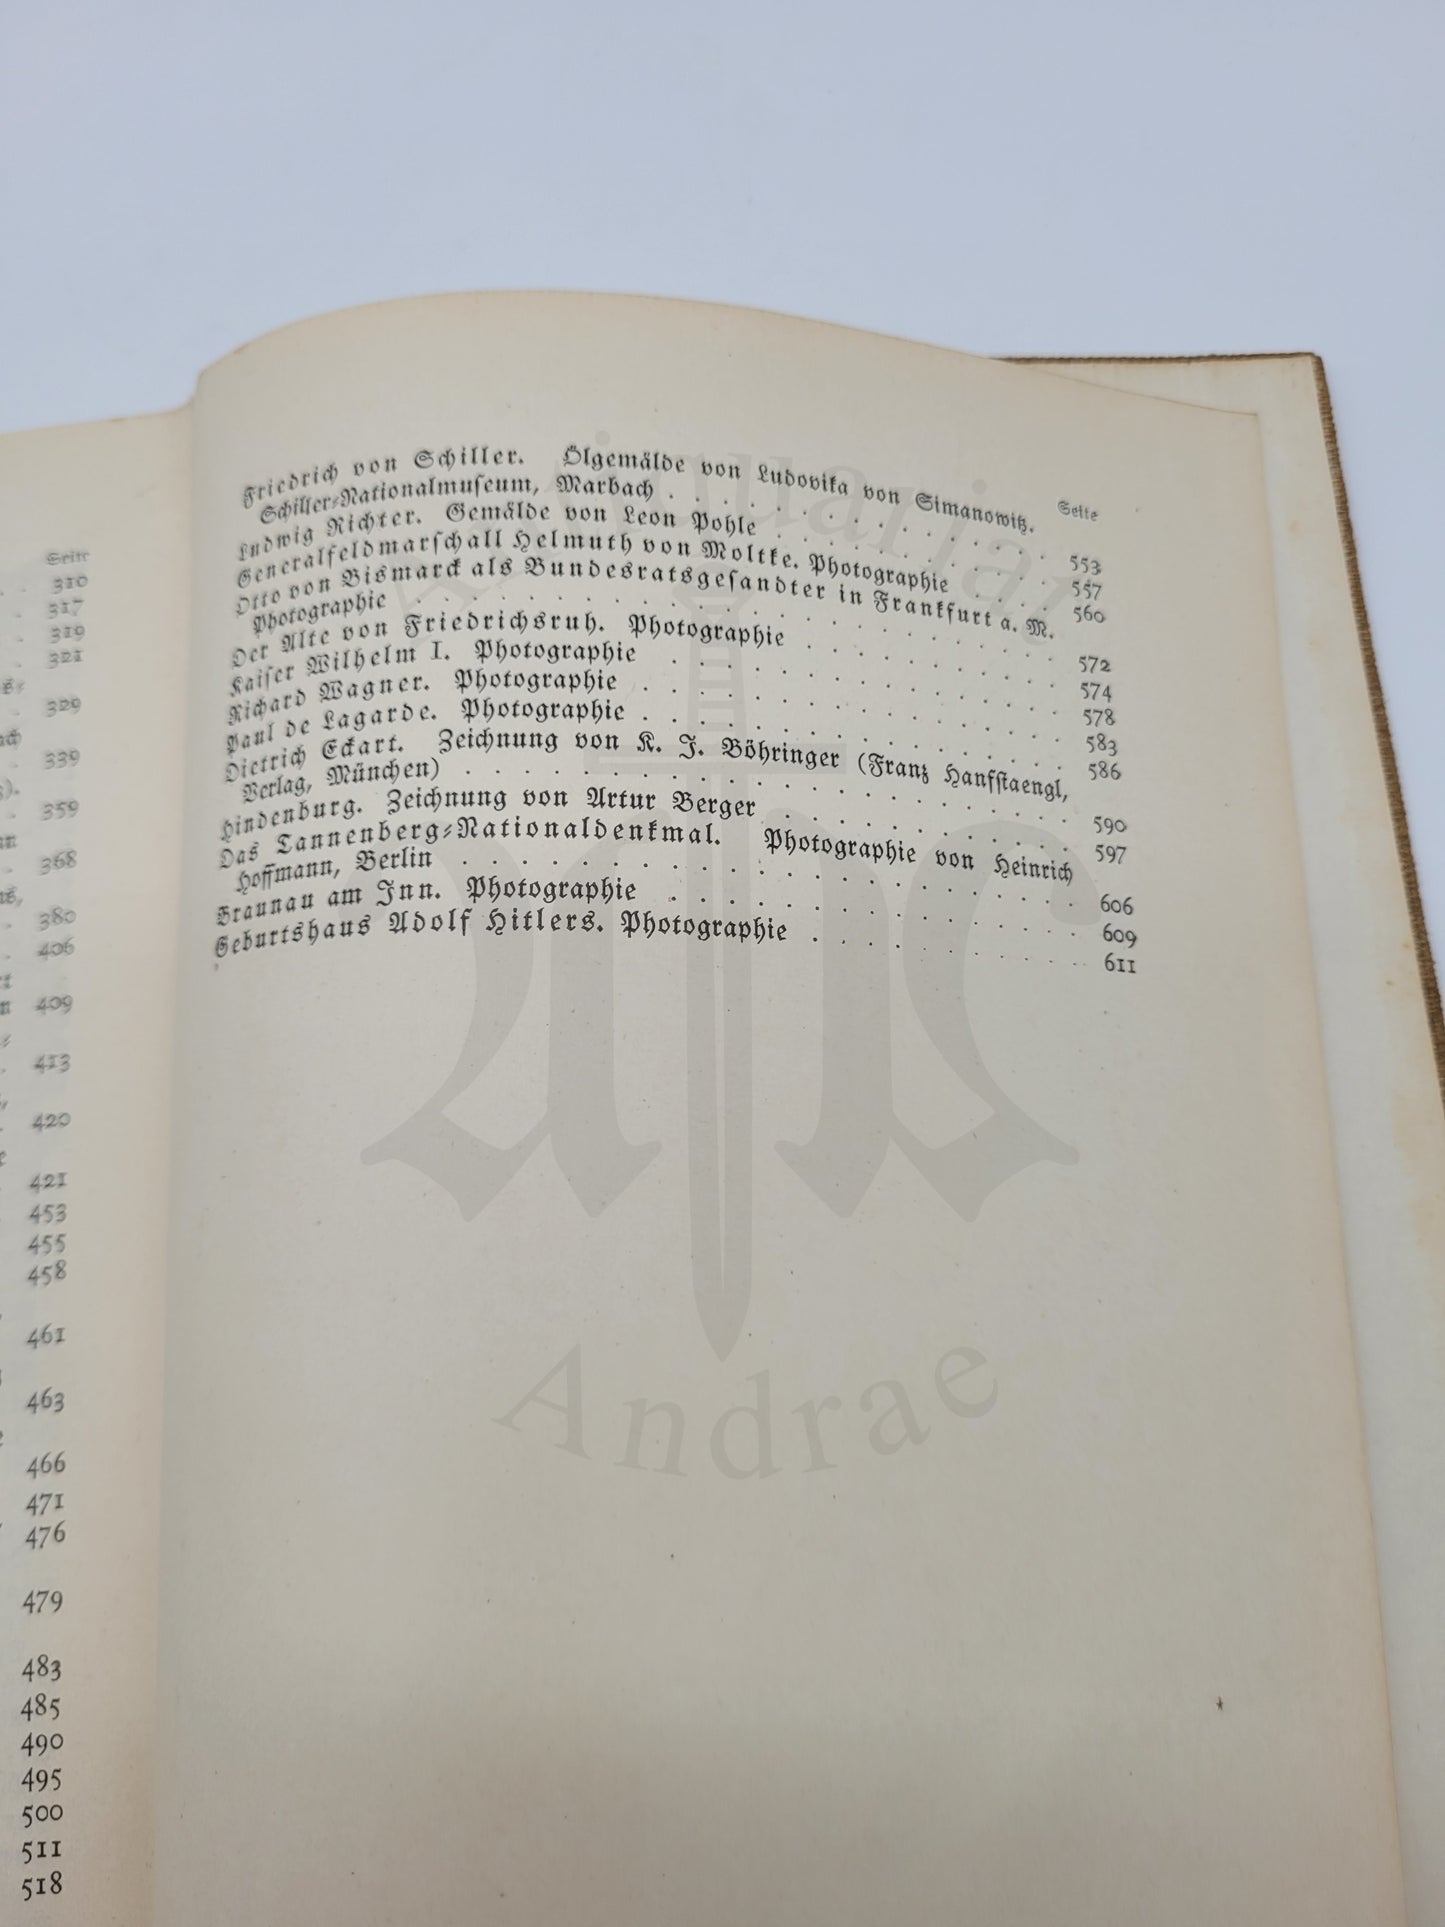 Seite
310
317
319
321
329
339
359
368
380
406
409
413
420
421
453
455
458
461
463
466
471
476
479
483
485
490
495
500
511
518
Seite
Friedrich von Schiller. Ölgemälde von Ludovika von Simanowitz.
Schiller-Nationalmuseum, Marbach . . . . . . . . . . . . . 553
Ludwig Richter. Gemälde von Leon Pohle . . . . . . . . . . 557
Generalfeldmarschall Helmuth von Moltke. Photographie . . . . 560
Otto von Bismarck als Bundesratsgesandter in Frankfurt a. M.
Photographie . . . . . . . . . . . . . . . . . . . 572
Der Alte von Friedrichsruh. Photographie . . . . . . . . . 574
Kaiser Wilhelm I. Photographie . . . . . . . . . . . . . 578
Richard Wagner. Photographie . . . . . . . . . . . . . 583
Paul de Lagarde. Photographie . . . . . . . . . . . . . 586
Dietrich Eckart. Zeichnung von K. J. Böhringer (Franz Hanfstaengl,
Verlag, München) . . . . . . . . . . . . . . . . . . 590
Hindenburg. Zeichnung von Artur Berger . . . . . . . . . . 597
Das Tannenberg-Nationaldenkmal. Photographie von Heinrich
Hoffmann, Berlin . . . . . . . . . . . . . . . . . . 606
Braunau am Inn. Photographie . . . . . . . . . . . . . 609
Geburtshaus Adolf Hitlers. Photographie . . . . . . . . . . 611
Antiquariat
Andrae